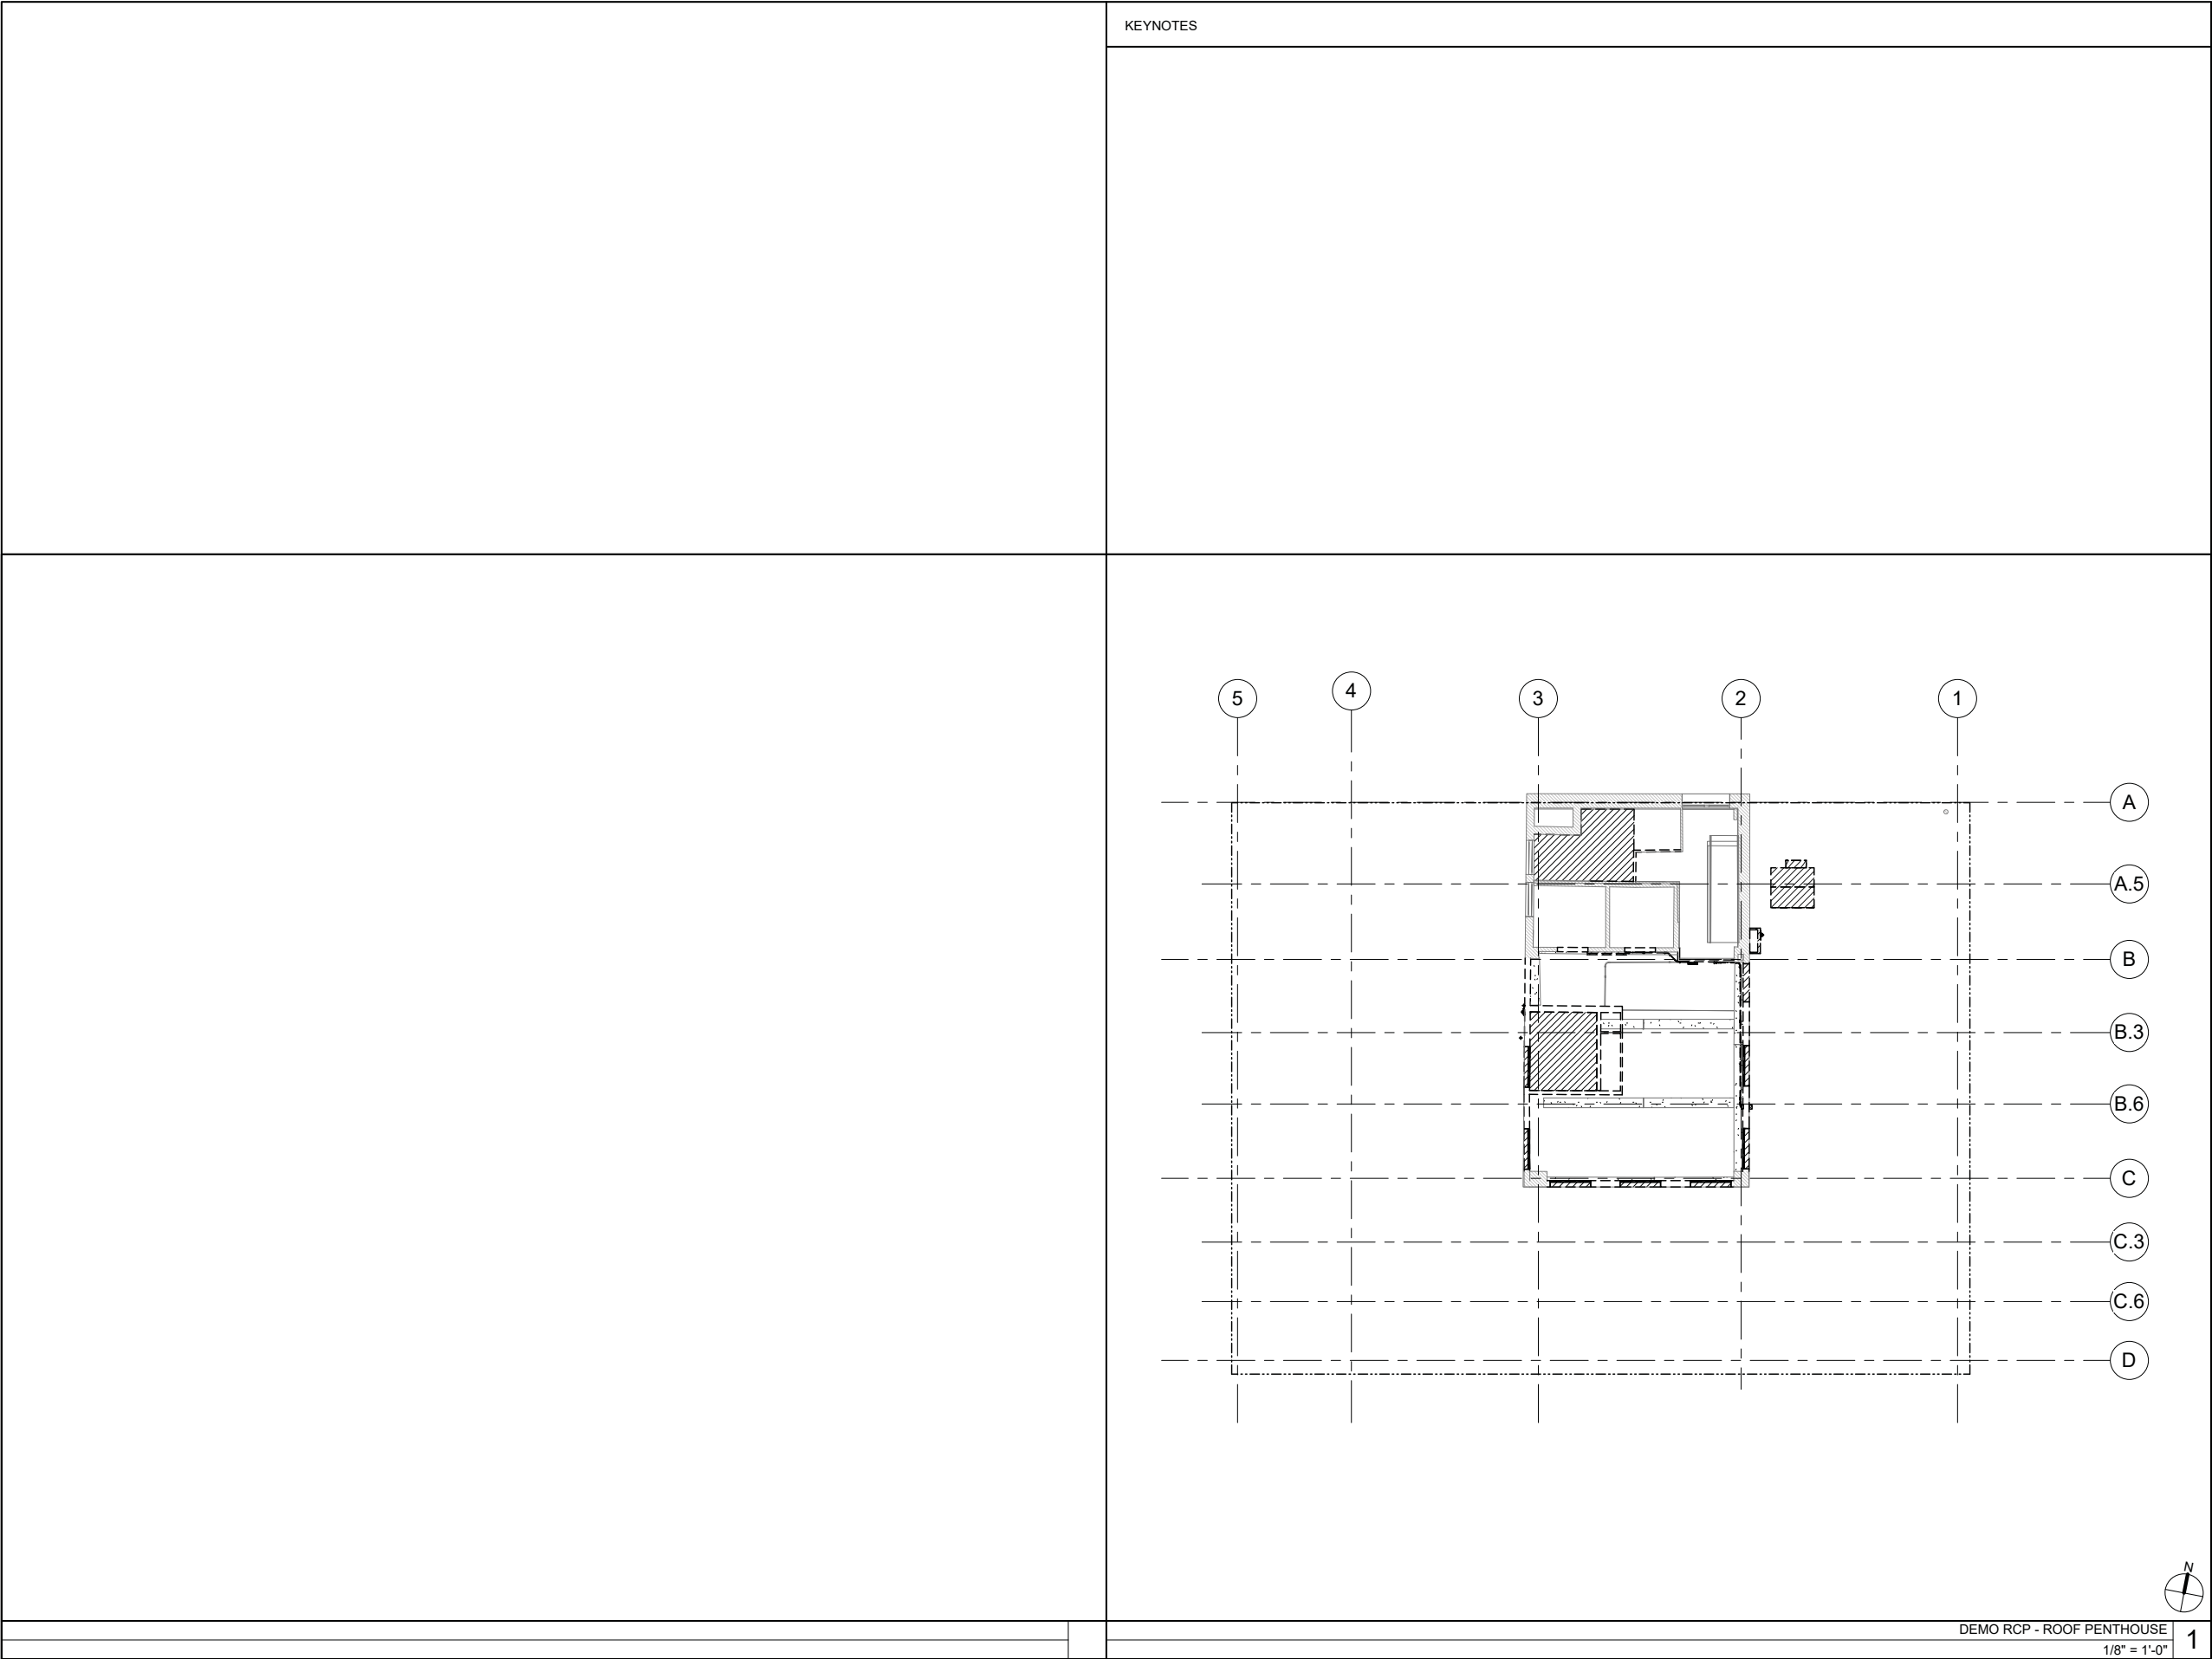 KEYNOTES
5
4
3
2
1
A
A.5
B
B.3
B.6
C
C.3
C.6
D
N
DEMO RCP - ROOF PENTHOUSE
1/8" = 1'-0"
1